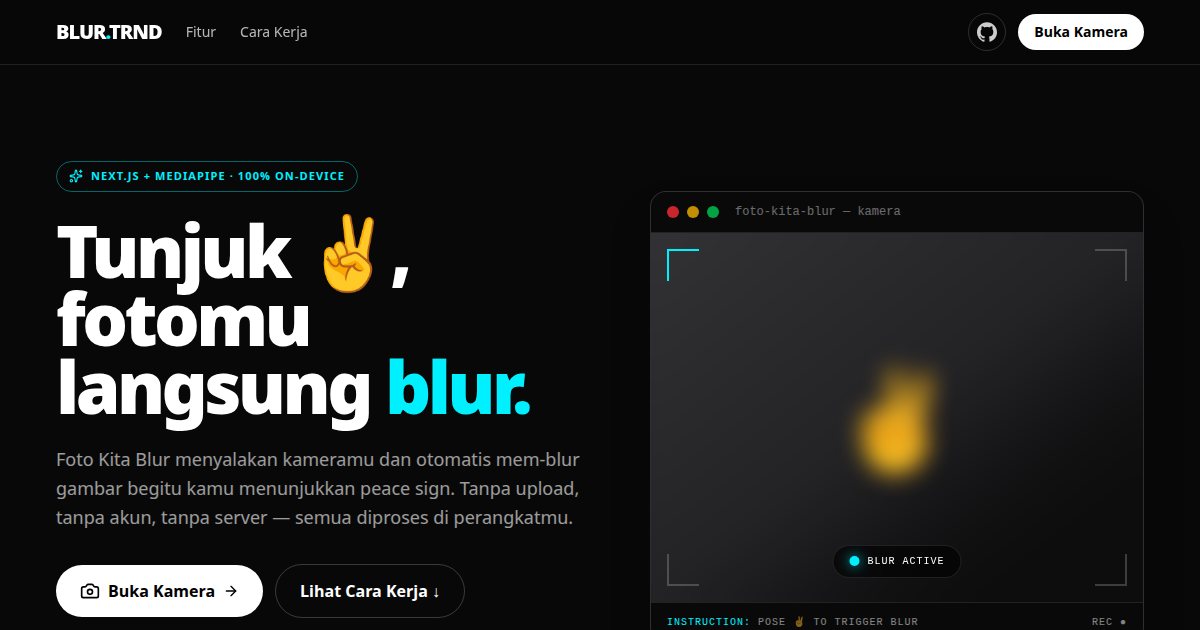 BLUR.TRND
Fitur
Cara Kerja
Buka Kamera
NEXT.JS + MEDIAPIPE · 100% ON-DEVICE
Tunjuk ✌️,
fotomu
langsung blur.
Foto Kita Blur menyalakan kameramu dan otomatis mem-blur
gambar begitu kamu menunjukkan peace sign. Tanpa upload,
tanpa akun, tanpa server — semua diproses di perangkatmu.
Buka Kamera →
Lihat Cara Kerja ↓
foto-kita-blur — kamera
BLUR ACTIVE
INSTRUCTION: POSE ✌️ TO TRIGGER BLUR
REC ●